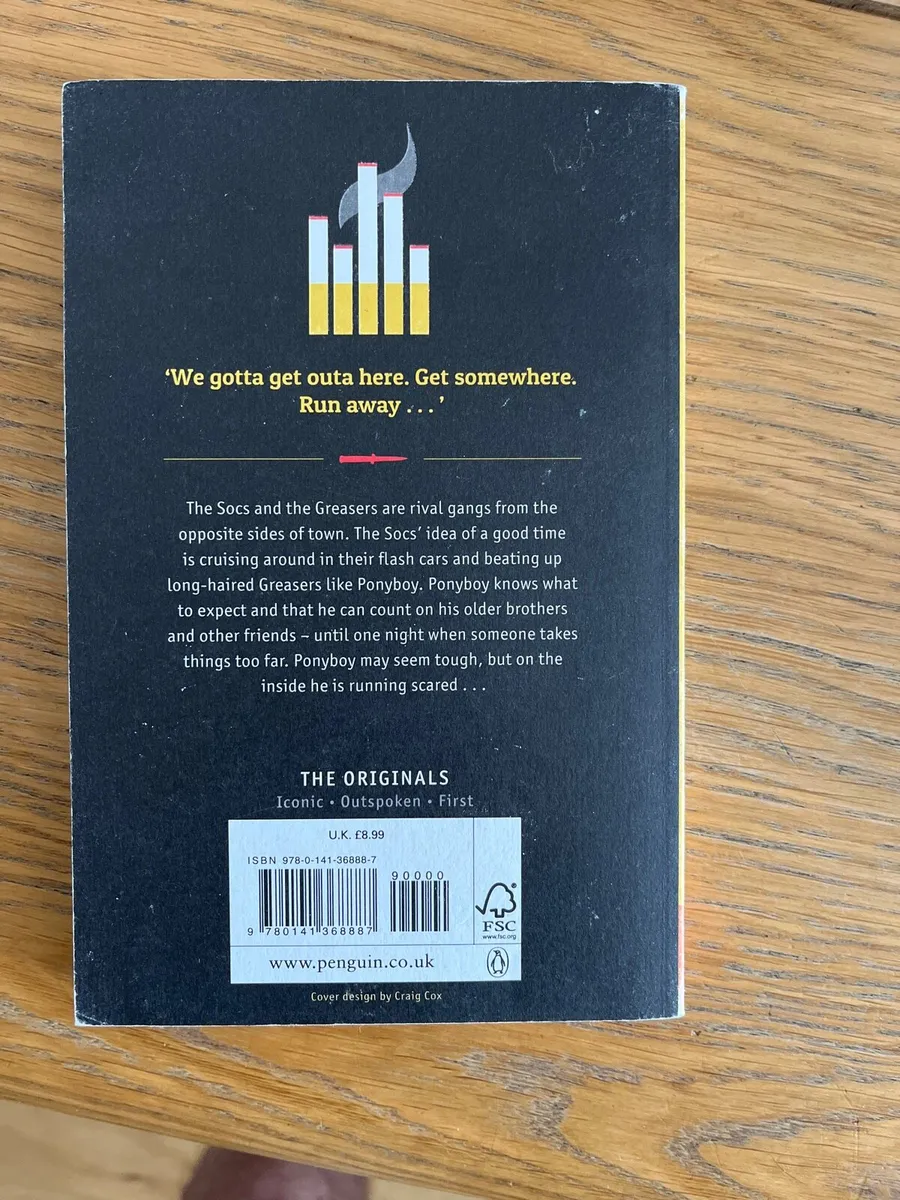 ‘We gotta get outa here. Get somewhere.
Run away . . . ’
The Socs and the Greasers are rival gangs from the
opposite sides of town. The Socs’ idea of a good time
is cruising around in their flash cars and beating up
long-haired Greasers like Ponyboy. Ponyboy knows what
to expect and that he can count on his older brothers
and other friends – until one night when someone takes
things too far. Ponyboy may seem tough, but on the
inside he is running scared . . .
THE ORIGINALS
Iconic • Outspoken • First
U.K. £8.99
ISBN 978-0-141-36888-7
90000
9 780141 368887
FSC
www.fsc.org
www.penguin.co.uk
Cover design by Craig Cox